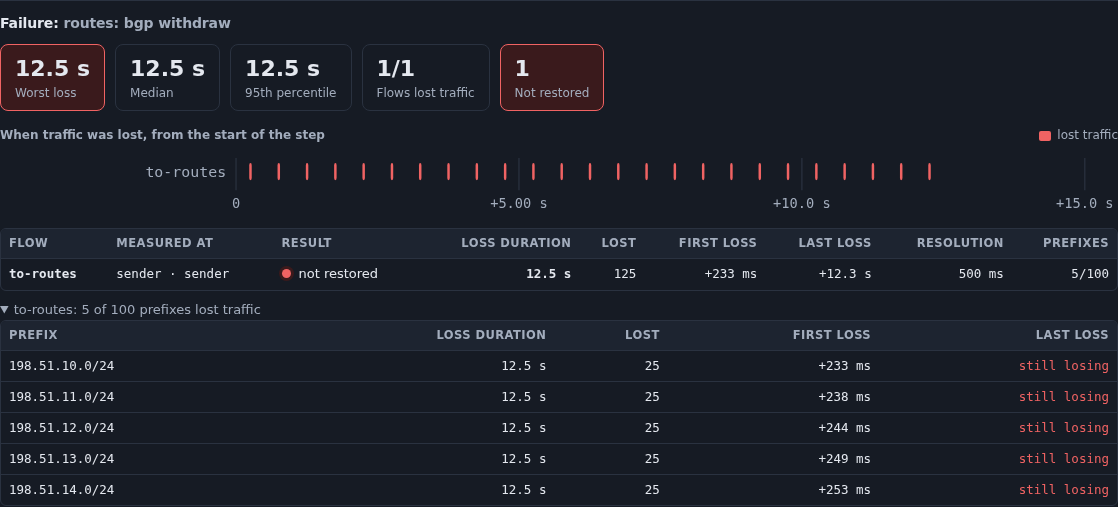 Failure: routes: bgp withdraw
12.5 s
Worst loss
12.5 s
Median
12.5 s
95th percentile
1/1
Flows lost traffic
1
Not restored
When traffic was lost, from the start of the step
lost traffic
to-routes
0 +5.00 s +10.0 s +15.0 s
FLOW MEASURED AT RESULT LOSS DURATION LOST FIRST LOSS LAST LOSS RESOLUTION PREFIXES
to-routes sender · sender not restored 12.5 s 125 +233 ms +12.3 s 500 ms 5/100
▼ to-routes: 5 of 100 prefixes lost traffic
PREFIX LOSS DURATION LOST FIRST LOSS LAST LOSS
198.51.10.0/24 12.5 s 25 +233 ms still losing
198.51.11.0/24 12.5 s 25 +238 ms still losing
198.51.12.0/24 12.5 s 25 +244 ms still losing
198.51.13.0/24 12.5 s 25 +249 ms still losing
198.51.14.0/24 12.5 s 25 +253 ms still losing